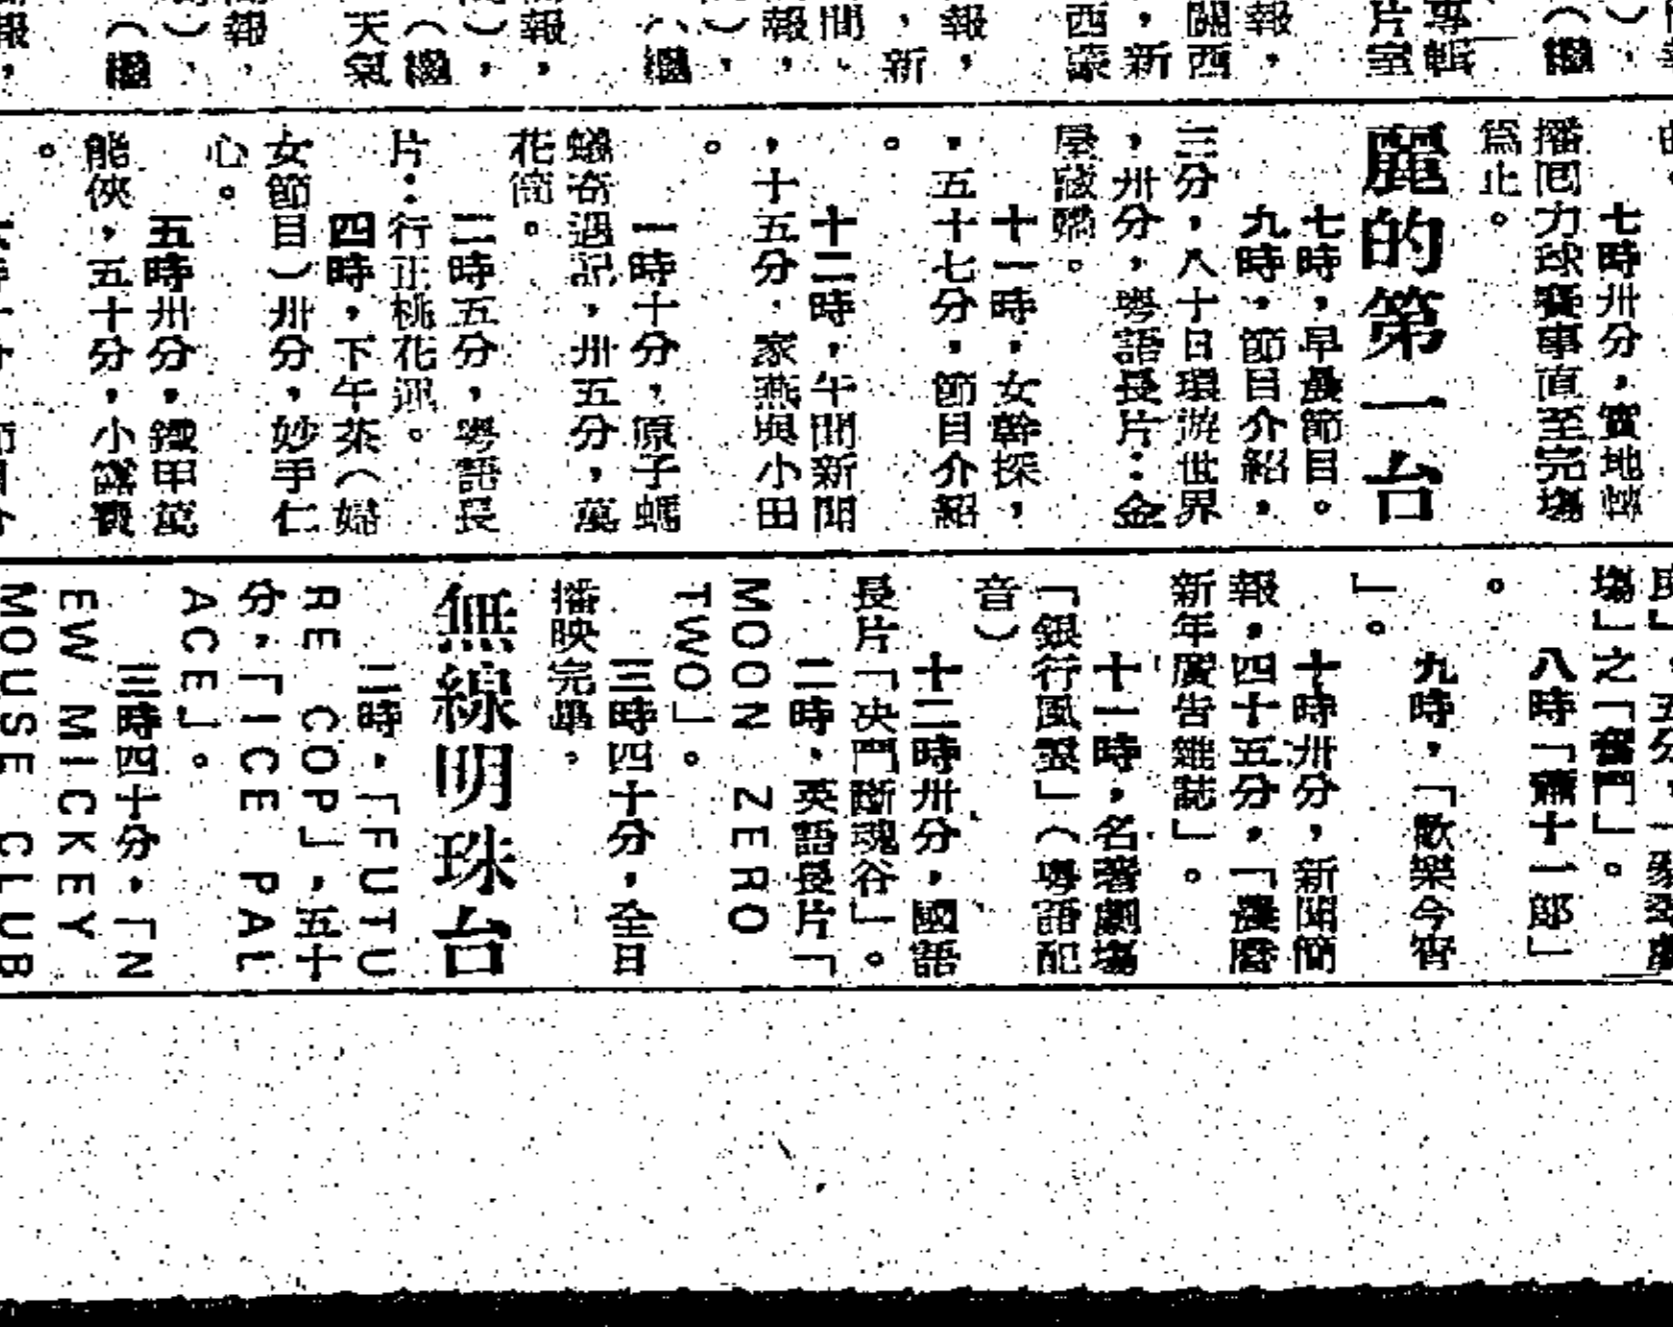 七時卅分，實地轉
播回力球賽事直至完塲
爲止。
麗的第一台
七時，早晨節目。
九時，節目介紹，
三分，八十日環遊世界
，卅分，粵語長片：金
屋藏嬌。
十一時，女幹探，
，五十七分，節目介紹
。
十二時，午間新聞
，十五分，家燕與小田
。
一時十分，原子螞
蟻奇遇記，卅五分，萬
花筒。
二時五分，粵語長
片：行正桃花運。
四時，下午茶（婦
女節目）卅分，妙手仁
心。
五時卅分，鐵甲萬
能俠，五十分，小露寶
。
塲」之「奮鬥」。
八時「蕭十一郎」
。
九時，「歡樂今宵
」。
十時卅分，新聞簡
報，四十五分，「農曆
新年廣告雜誌」。
十一時，名著劇塲
「銀行風雲」（粵語配
音）
十二時卅分，國語
長片「决鬥斷魂谷」。
二時，英語長片「
MOON ZERO
TWO」。
三時四十分，全日
播映完畢。
無線明珠台
二時，「FUTU
RE COP」，五十
分，「ICE PAL
ACE」。
三時四十分，「N
EW MICKEY
MOUSE CLUB